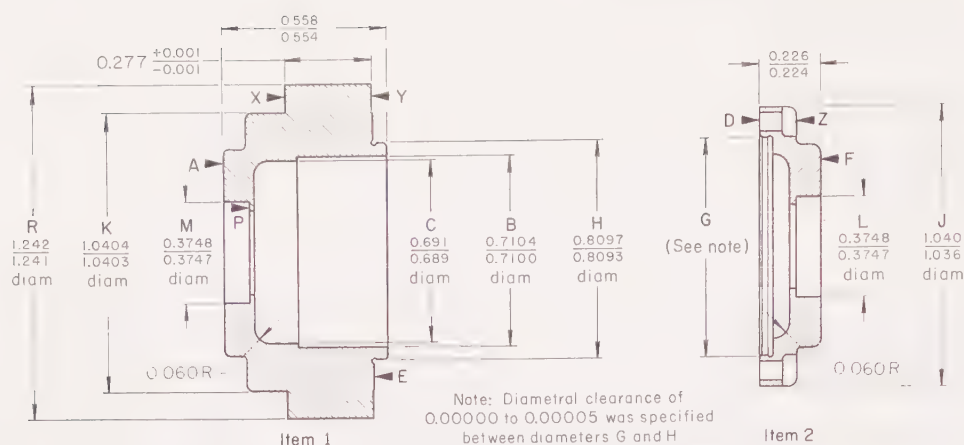 0.558
0.554
0.277 +0.001
-0.001
X
Y
A
P
R
1.242
1.241
diam
K
1.0404
1.0403
diam
M
0.3748
0.3747
diam
C
0.691
0.689
diam
B
0.7104
0.7100
diam
H
0.8097
0.8093
diam
0.060R
E
Item 1
Note: Diametral clearance of
0.00000 to 0.00005 was specified
between diameters G and H
0.226
0.224
D
Z
F
G
(See note)
L
0.3748
0.3747
diam
J
1.040
1.036
diam
0.060R
Item 2